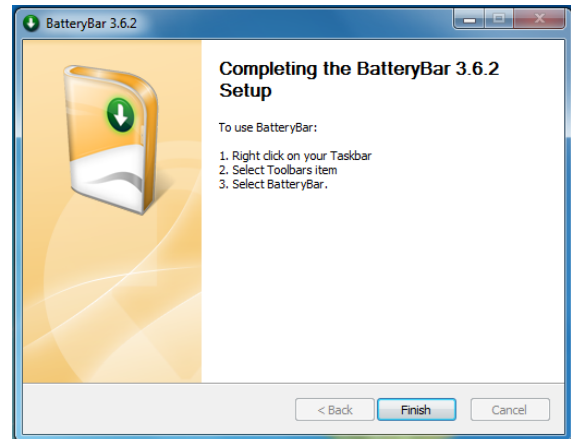 BatteryBar 3.6.2
Completing the BatteryBar 3.6.2
Setup
To use BatteryBar:
1. Right click on your Taskbar
2. Select Toolbars item
3. Select BatteryBar.
< Back
Finish
Cancel